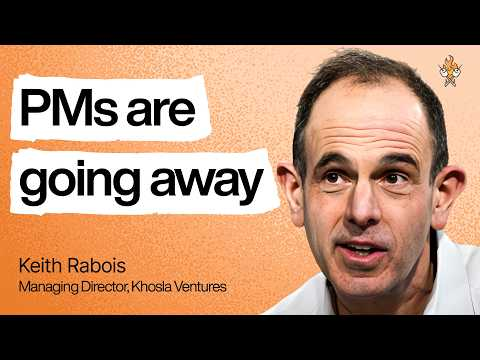 PMs are
going away
Keith Rabois
Managing Director, Khosla Ventures